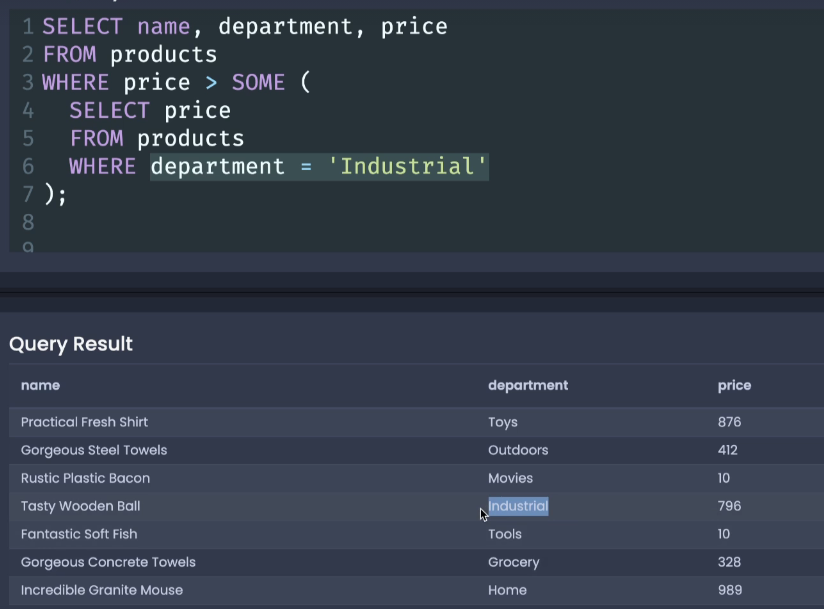 1 SELECT name, department, price
2 FROM products
3 WHERE price > SOME (
4 SELECT price
5 FROM products
6 WHERE department = 'Industrial'
7 );
8
9
Query Result
name department price
Practical Fresh Shirt Toys 876
Gorgeous Steel Towels Outdoors 412
Rustic Plastic Bacon Movies 10
Tasty Wooden Ball Industrial 796
Fantastic Soft Fish Tools 10
Gorgeous Concrete Towels Grocery 328
Incredible Granite Mouse Home 989